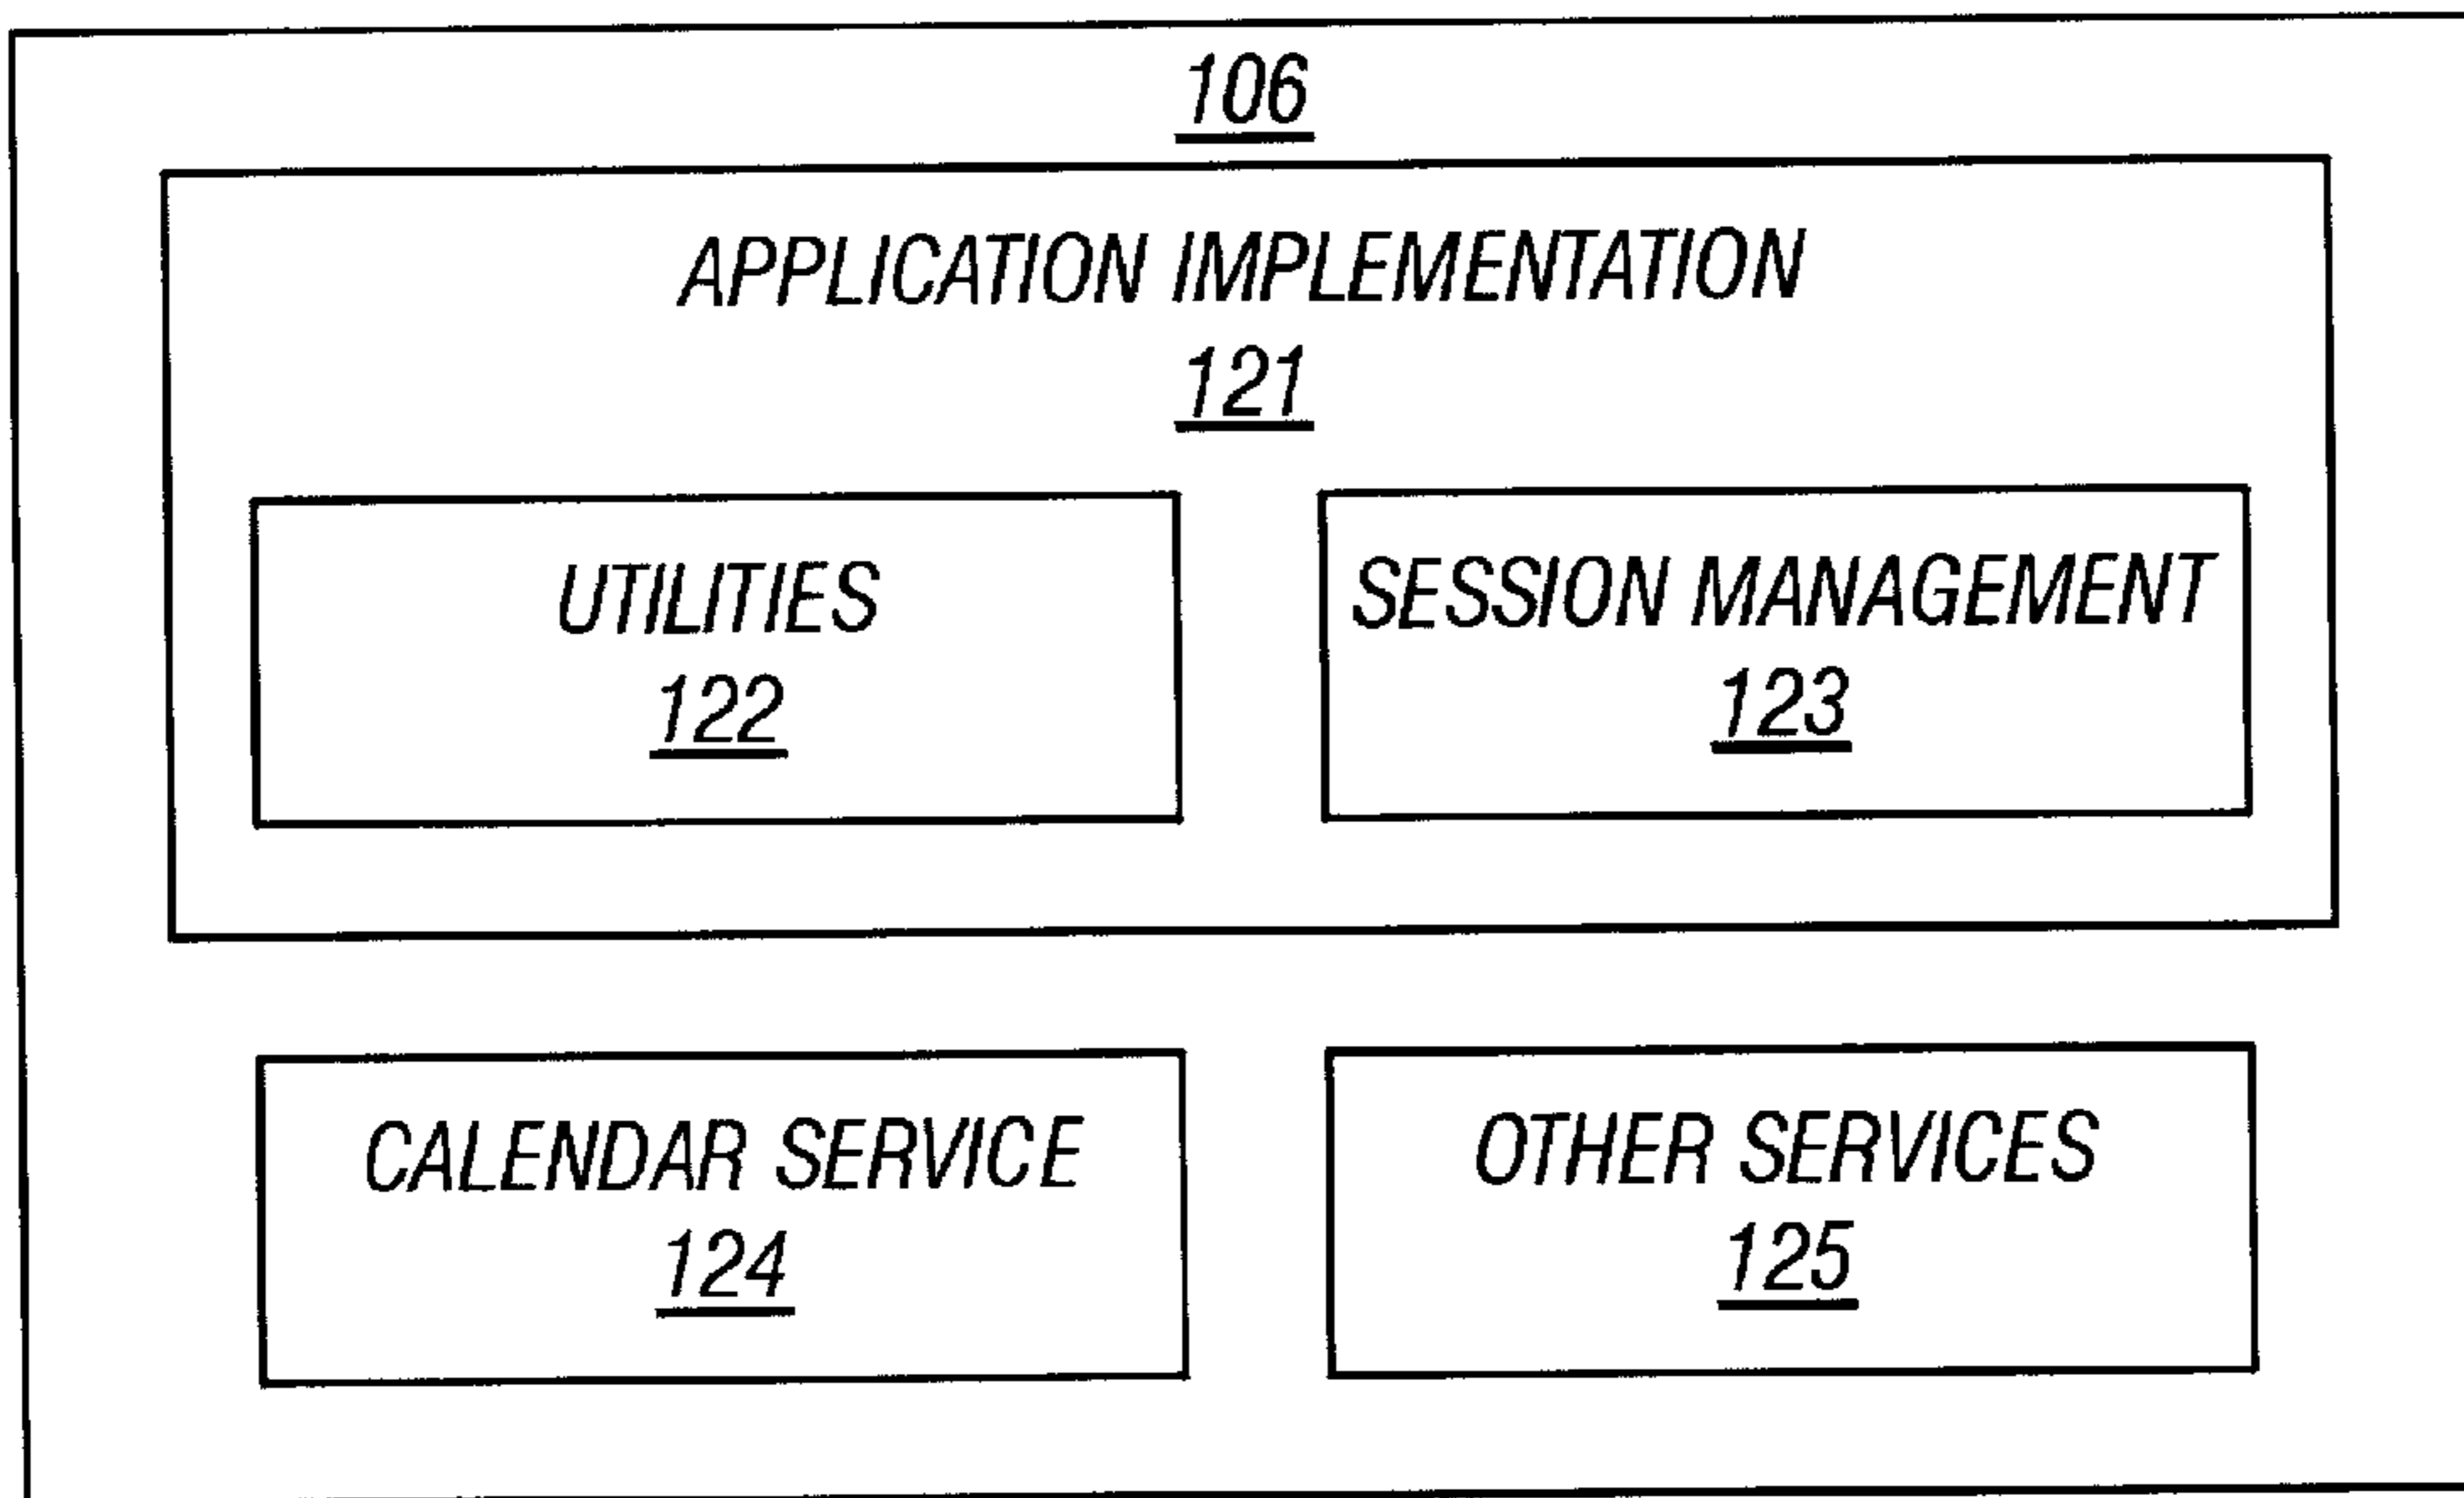 106
APPLICATION IMPLEMENTATION
121
UTILITIES
122
SESSION MANAGEMENT
123
CALENDAR SERVICE
124
OTHER SERVICES
125